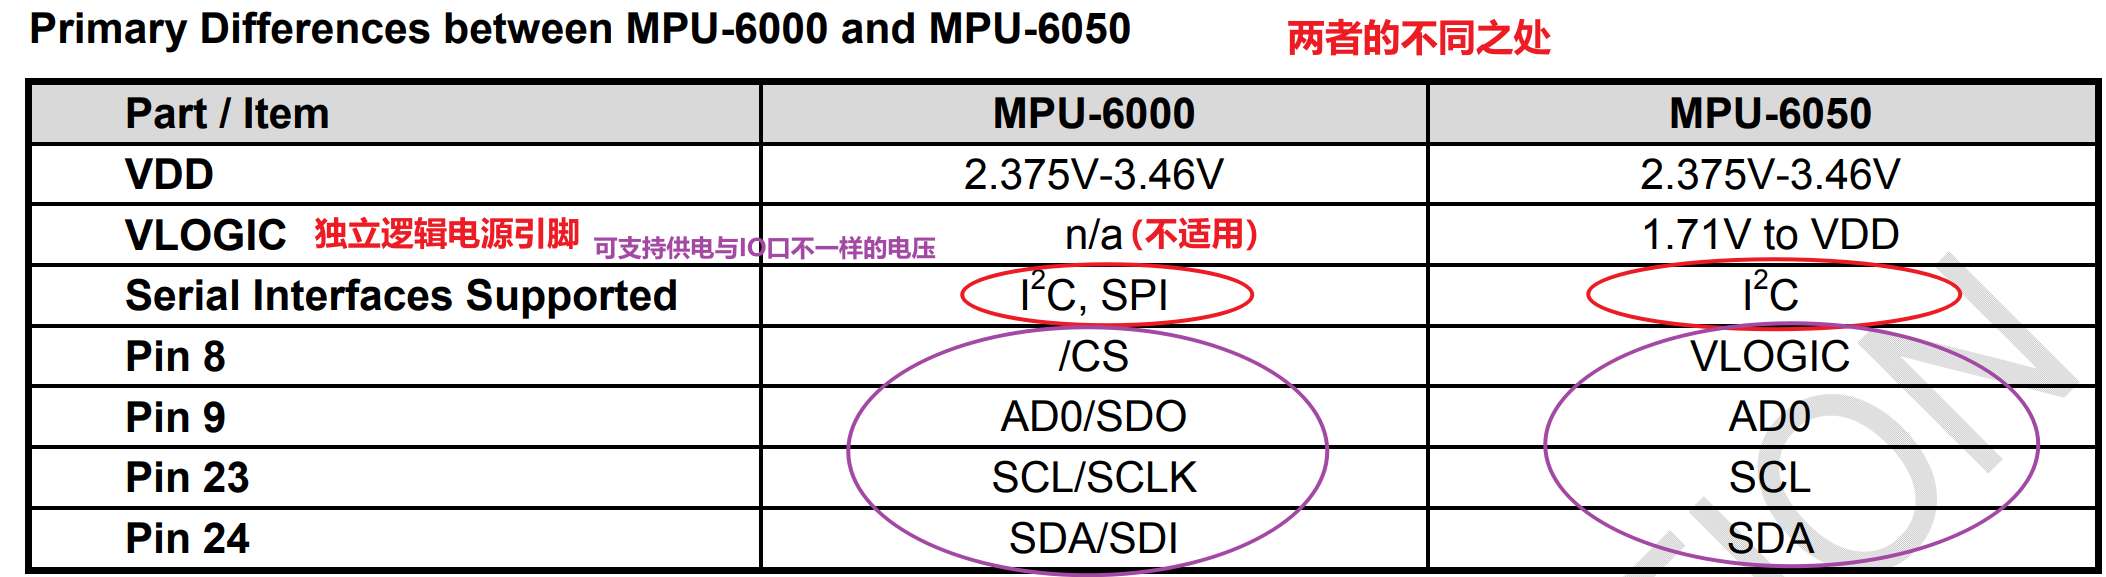 Primary Differences between MPU-6000 and MPU-6050 两者的不同之处
Part / Item MPU-6000 MPU-6050
VDD 2.375V-3.46V 2.375V-3.46V
VLOGIC 独立逻辑电源引脚 可支持供电与IO口不一样的电压 n/a (不适用) 1.71V to VDD
Serial Interfaces Supported I²C, SPI I²C
Pin 8 /CS VLOGIC
Pin 9 AD0/SDO AD0
Pin 23 SCL/SCLK SCL
Pin 24 SDA/SDI SDA